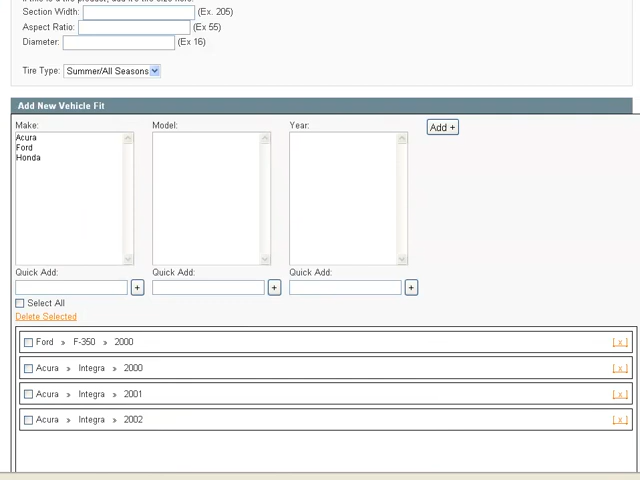 Section Width: (Ex. 205)
Aspect Ratio: (Ex 55)
Diameter: (Ex 16)
Tire Type: Summer/All Seasons
Add New Vehicle Fit
Make: Model: Year: Add +
Acura
Ford
Honda
Quick Add: Quick Add: Quick Add:
+ + +
Select All
Delete Selected
Ford » F-350 » 2000 [ x ]
Acura » Integra » 2000 [ x ]
Acura » Integra » 2001 [ x ]
Acura » Integra » 2002 [ x ]